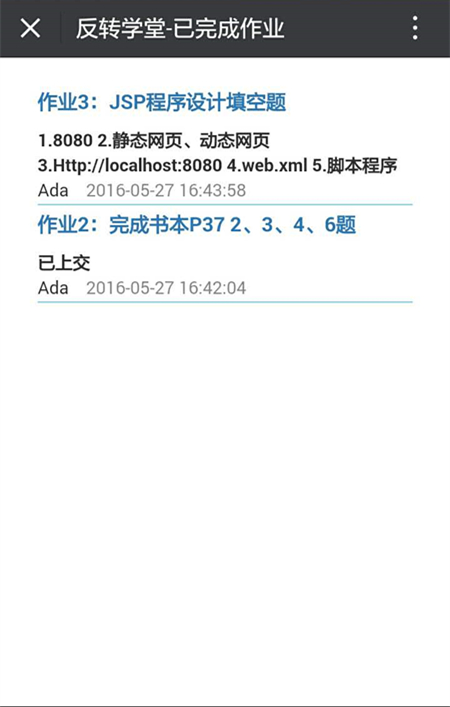 反转学堂-已完成作业
作业3：JSP程序设计填空题
1.8080 2.静态网页、动态网页
3.Http://localhost:8080 4.web.xml 5.脚本程序
Ada 2016-05-27 16:43:58
作业2：完成书本P37 2、3、4、6题
已上交
Ada 2016-05-27 16:42:04